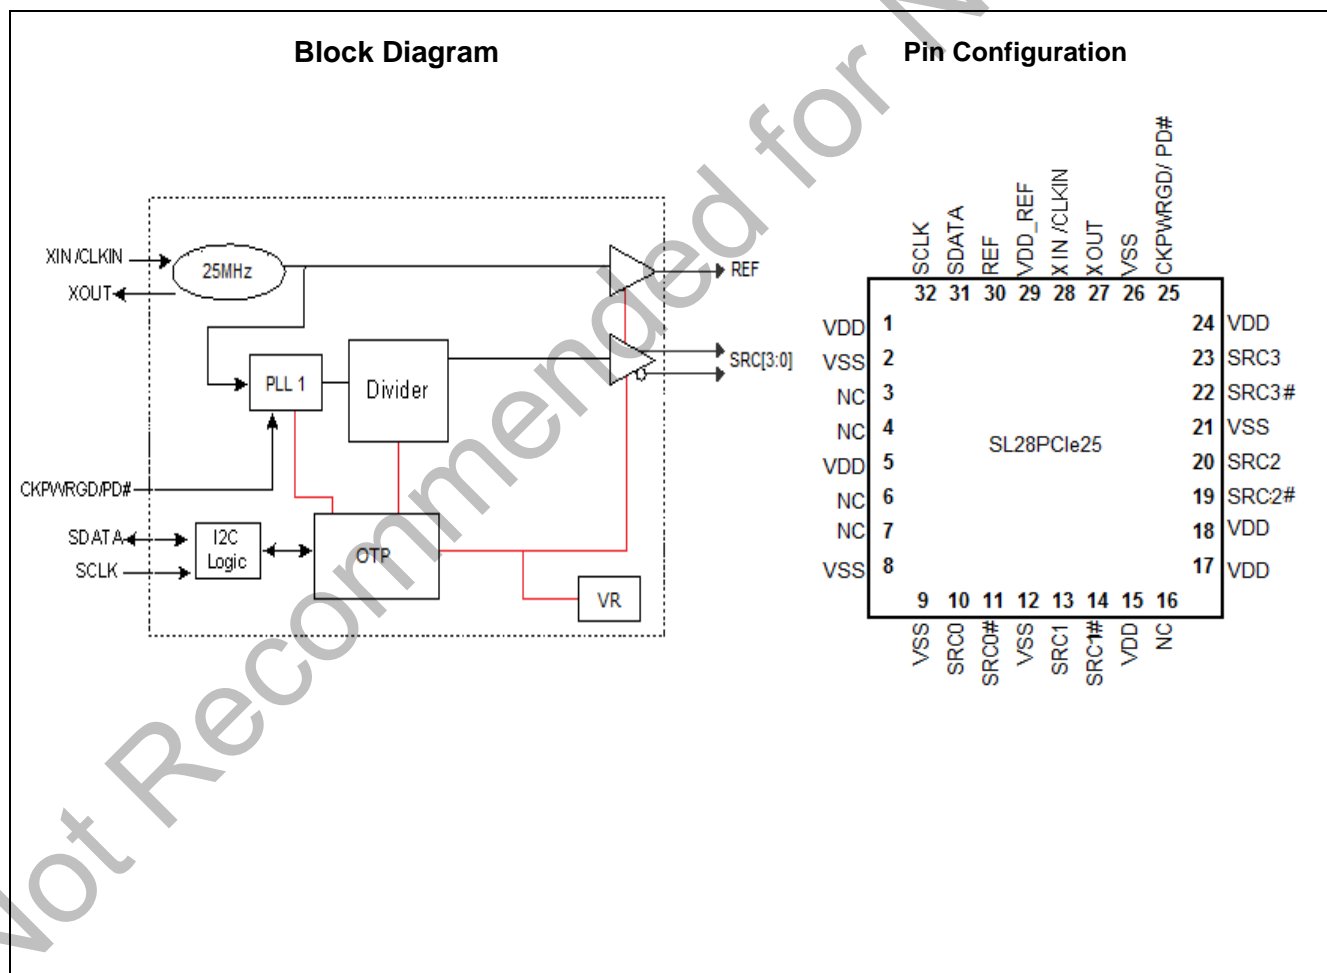 Block Diagram
Pin Configuration
XIN /CLKIN
XOUT
25MHz
REF
SRC[3:0]
PLL 1
Divider
CKPWRGD/PD#
SDATA
SCLK
I2C
Logic
OTP
VR
SCLK
SDATA
REF
VDD_REF
XIN /CLKIN
XOUT
VSS
CKPWRGD/ PD#
32 31 30 29 28 27 26 25
VDD 1
VSS 2
NC 3
NC 4
VDD 5
NC 6
NC 7
VSS 8
SL28PCIe25
24 VDD
23 SRC3
22 SRC3#
21 VSS
20 SRC2
19 SRC2#
18 VDD
17 VDD
9 10 11 12 13 14 15 16
VSS
SRC0
SRC0#
VSS
SRC1
SRC1#
VDD
NC
Not Recommended for N